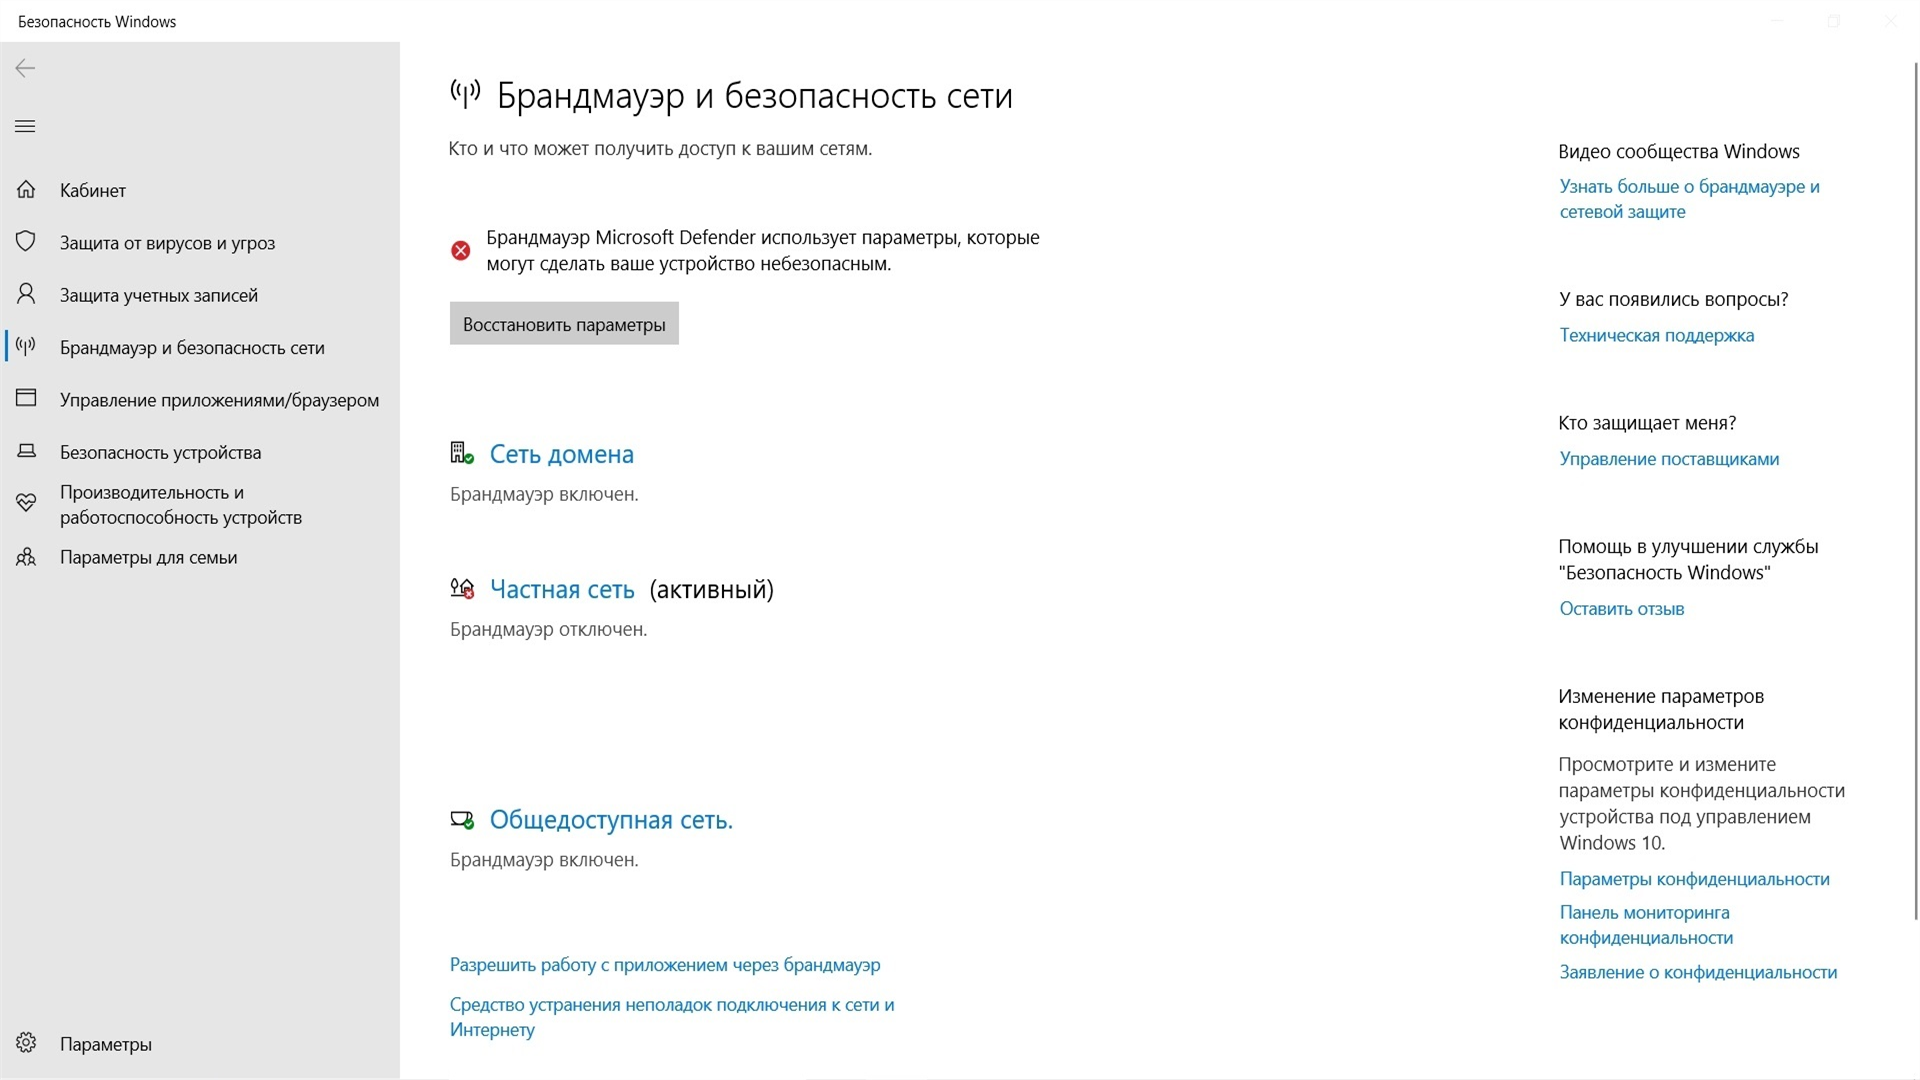 Безопасность Windows
Кабинет
Защита от вирусов и угроз
Защита учетных записей
Брандмауэр и безопасность сети
Управление приложениями/браузером
Безопасность устройства
Производительность и
работоспособность устройств
Параметры для семьи
Параметры
Брандмауэр и безопасность сети
Кто и что может получить доступ к вашим сетям.
Брандмауэр Microsoft Defender использует параметры, которые
могут сделать ваше устройство небезопасным.
Восстановить параметры
Сеть домена
Брандмауэр включен.
Частная сеть (активный)
Брандмауэр отключен.
Общедоступная сеть.
Брандмауэр включен.
Разрешить работу с приложением через брандмауэр
Средство устранения неполадок подключения к сети и
Интернету
Видео сообщества Windows
Узнать больше о брандмауэре и
сетевой защите
У вас появились вопросы?
Техническая поддержка
Кто защищает меня?
Управление поставщиками
Помощь в улучшении службы
"Безопасность Windows"
Оставить отзыв
Изменение параметров
конфиденциальности
Просмотрите и измените
параметры конфиденциальности
устройства под управлением
Windows 10.
Параметры конфиденциальности
Панель мониторинга
конфиденциальности
Заявление о конфиденциальности